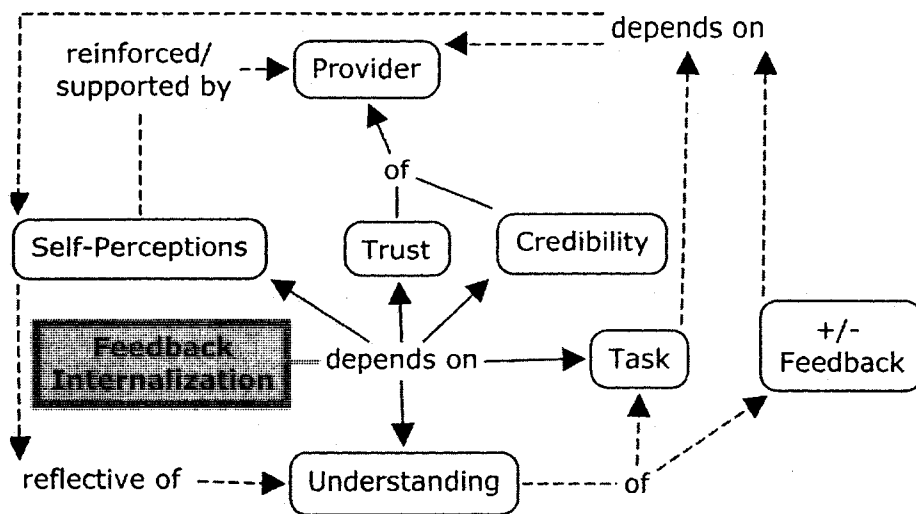 depends on
reinforced/
supported by
Provider
of
Self-Perceptions
Trust
Credibility
Feedback
Internalization
depends on
Task
+/-
Feedback
reflective of
Understanding
of